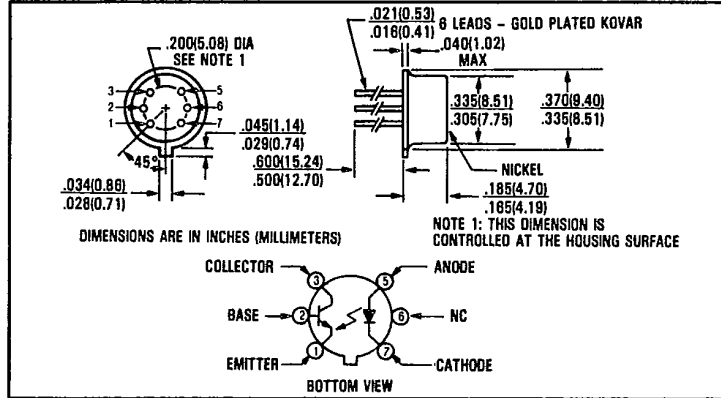 .021(0.53)
.016(0.41)
6 LEADS - GOLD PLATED KOVAR
.040(1.02)
MAX
.200(5.08) DIA
SEE NOTE 1
3
5
2
6
1
7
45°
.045(1.14)
.029(0.74)
.335(8.51)
.305(7.75)
.370(9.40)
.335(8.51)
.600(15.24)
.500(12.70)
.034(0.86)
.028(0.71)
NICKEL
.185(4.70)
.165(4.19)
DIMENSIONS ARE IN INCHES (MILLIMETERS)
NOTE 1: THIS DIMENSION IS
CONTROLLED AT THE HOUSING SURFACE
COLLECTOR
3
5
ANODE
BASE
2
6
NC
EMITTER
1
7
CATHODE
BOTTOM VIEW